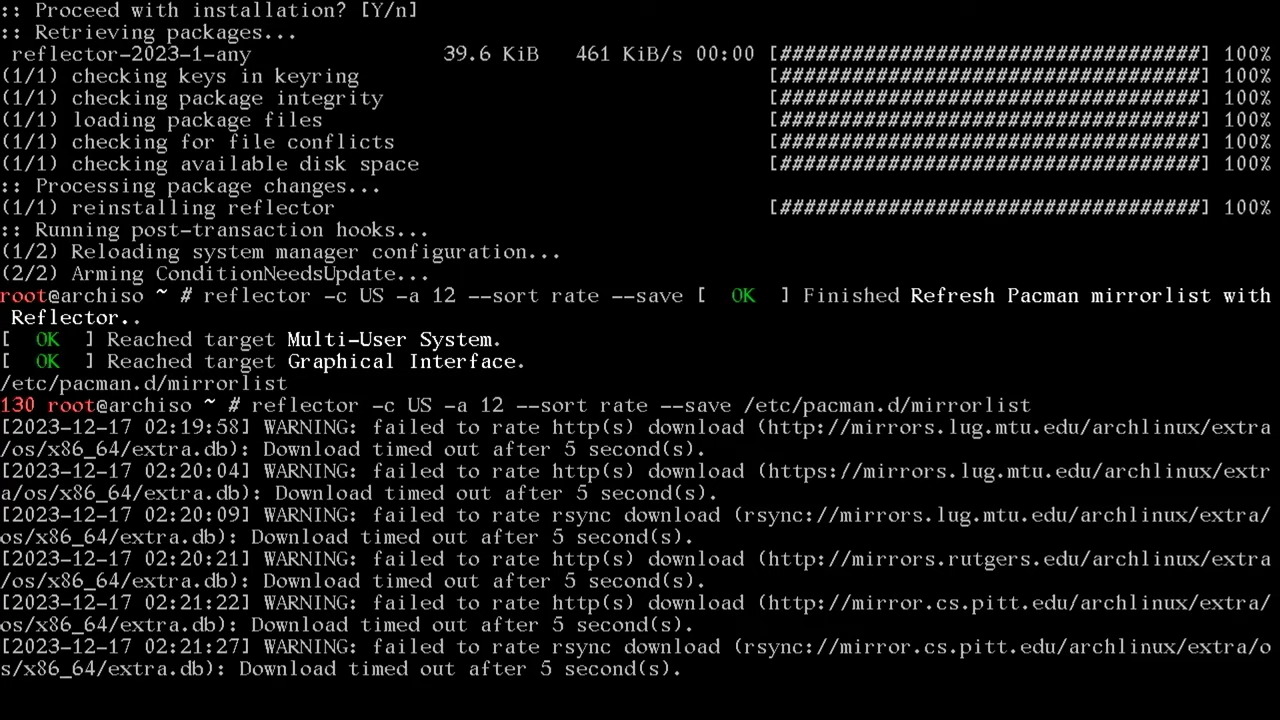 :: Proceed with installation? [Y/n]
:: Retrieving packages...
 reflector-2023-1-any                39.6 KiB   461 KiB/s 00:00 [###################################] 100%
(1/1) checking keys in keyring                                  [###################################] 100%
(1/1) checking package integrity                                [###################################] 100%
(1/1) loading package files                                     [###################################] 100%
(1/1) checking for file conflicts                               [###################################] 100%
(1/1) checking available disk space                             [###################################] 100%
:: Processing package changes...
(1/1) reinstalling reflector                                    [###################################] 100%
:: Running post-transaction hooks...
(1/2) Reloading system manager configuration...
(2/2) Arming ConditionNeedsUpdate...
root@archiso ~ # reflector -c US -a 12 --sort rate --save [  OK  ] Finished Refresh Pacman mirrorlist with
 Reflector..
[  OK  ] Reached target Multi-User System.
[  OK  ] Reached target Graphical Interface.
/etc/pacman.d/mirrorlist
130 root@archiso ~ # reflector -c US -a 12 --sort rate --save /etc/pacman.d/mirrorlist
[2023-12-17 02:19:58] WARNING: failed to rate http(s) download (http://mirrors.lug.mtu.edu/archlinux/extra
/os/x86_64/extra.db): Download timed out after 5 second(s).
[2023-12-17 02:20:04] WARNING: failed to rate http(s) download (https://mirrors.lug.mtu.edu/archlinux/extr
a/os/x86_64/extra.db): Download timed out after 5 second(s).
[2023-12-17 02:20:09] WARNING: failed to rate rsync download (rsync://mirrors.lug.mtu.edu/archlinux/extra/
os/x86_64/extra.db): Download timed out after 5 second(s).
[2023-12-17 02:20:21] WARNING: failed to rate http(s) download (http://mirrors.rutgers.edu/archlinux/extra
/os/x86_64/extra.db): Download timed out after 5 second(s).
[2023-12-17 02:21:22] WARNING: failed to rate http(s) download (http://mirror.cs.pitt.edu/archlinux/extra/
os/x86_64/extra.db): Download timed out after 5 second(s).
[2023-12-17 02:21:27] WARNING: failed to rate rsync download (rsync://mirror.cs.pitt.edu/archlinux/extra/o
s/x86_64/extra.db): Download timed out after 5 second(s).